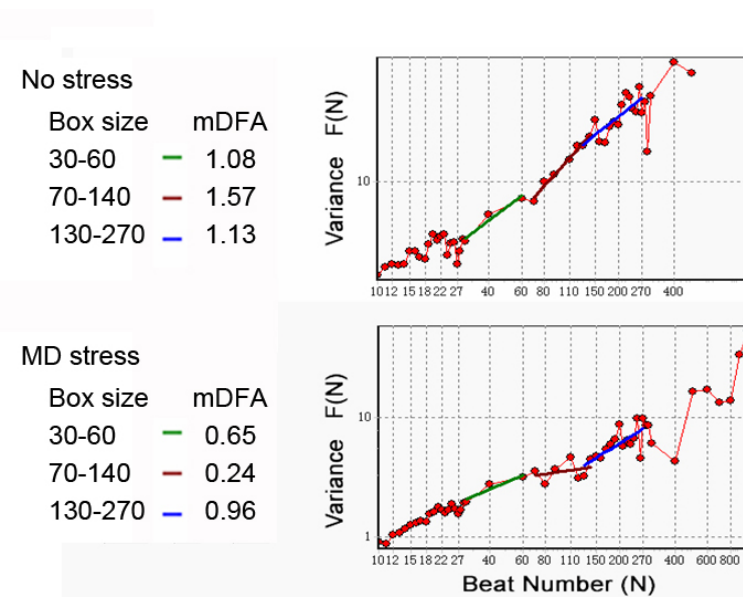 No stress
Box size mDFA
30-60 1.08
70-140 1.57
130-270 1.13
Variance F(N)
10
10 12 15 18 22 27 40 60 80 110 150 200 270 400
MD stress
Box size mDFA
30-60 0.65
70-140 0.24
130-270 0.96
Variance F(N)
10
1
10 12 15 18 22 27 40 60 80 110 150 200 270 400 600 800
Beat Number (N)